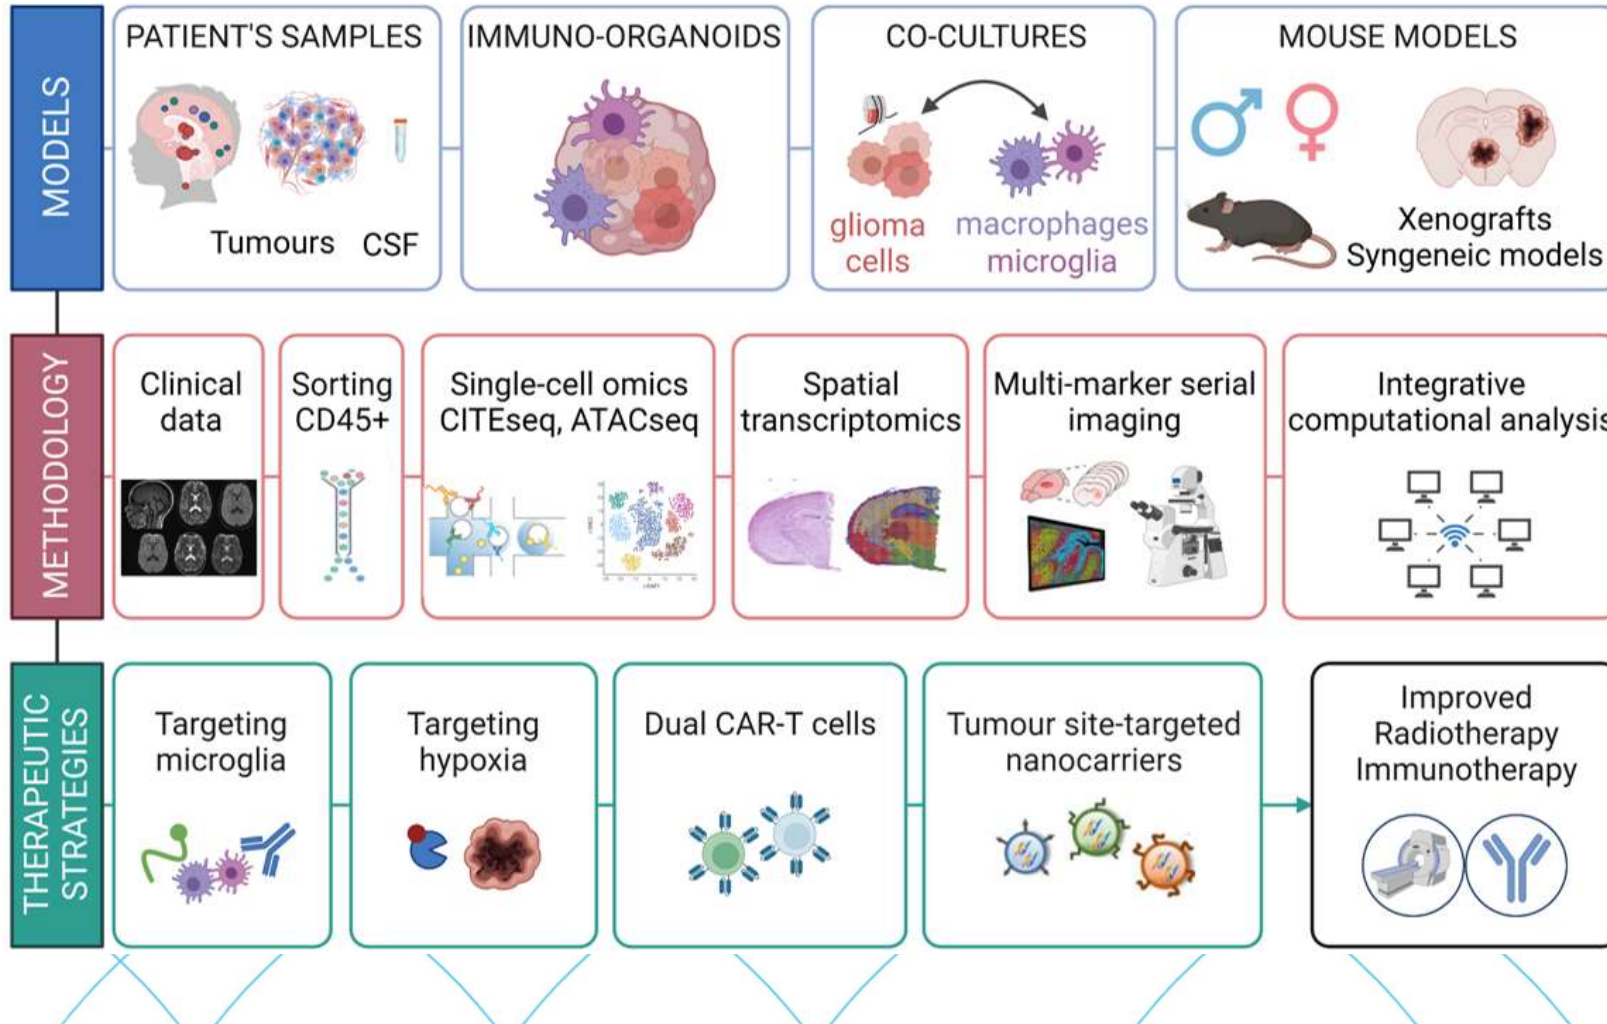 MODELS
PATIENT'S SAMPLES
Tumours
CSF
IMMUNO-ORGANOIDS
CO-CULTURES
glioma
cells
macrophages
microglia
MOUSE MODELS
Xenografts
Syngeneic models
METHODOLOGY
Clinical
data
Sorting
CD45+
Single-cell omics
CITEseq, ATACseq
Spatial
transcriptomics
Multi-marker serial
imaging
Integrative
computational analysis
THERAPEUTIC
STRATEGIES
Targeting
microglia
Targeting
hypoxia
Dual CAR-T cells
Tumour site-targeted
nanocarriers
Improved
Radiotherapy
Immunotherapy